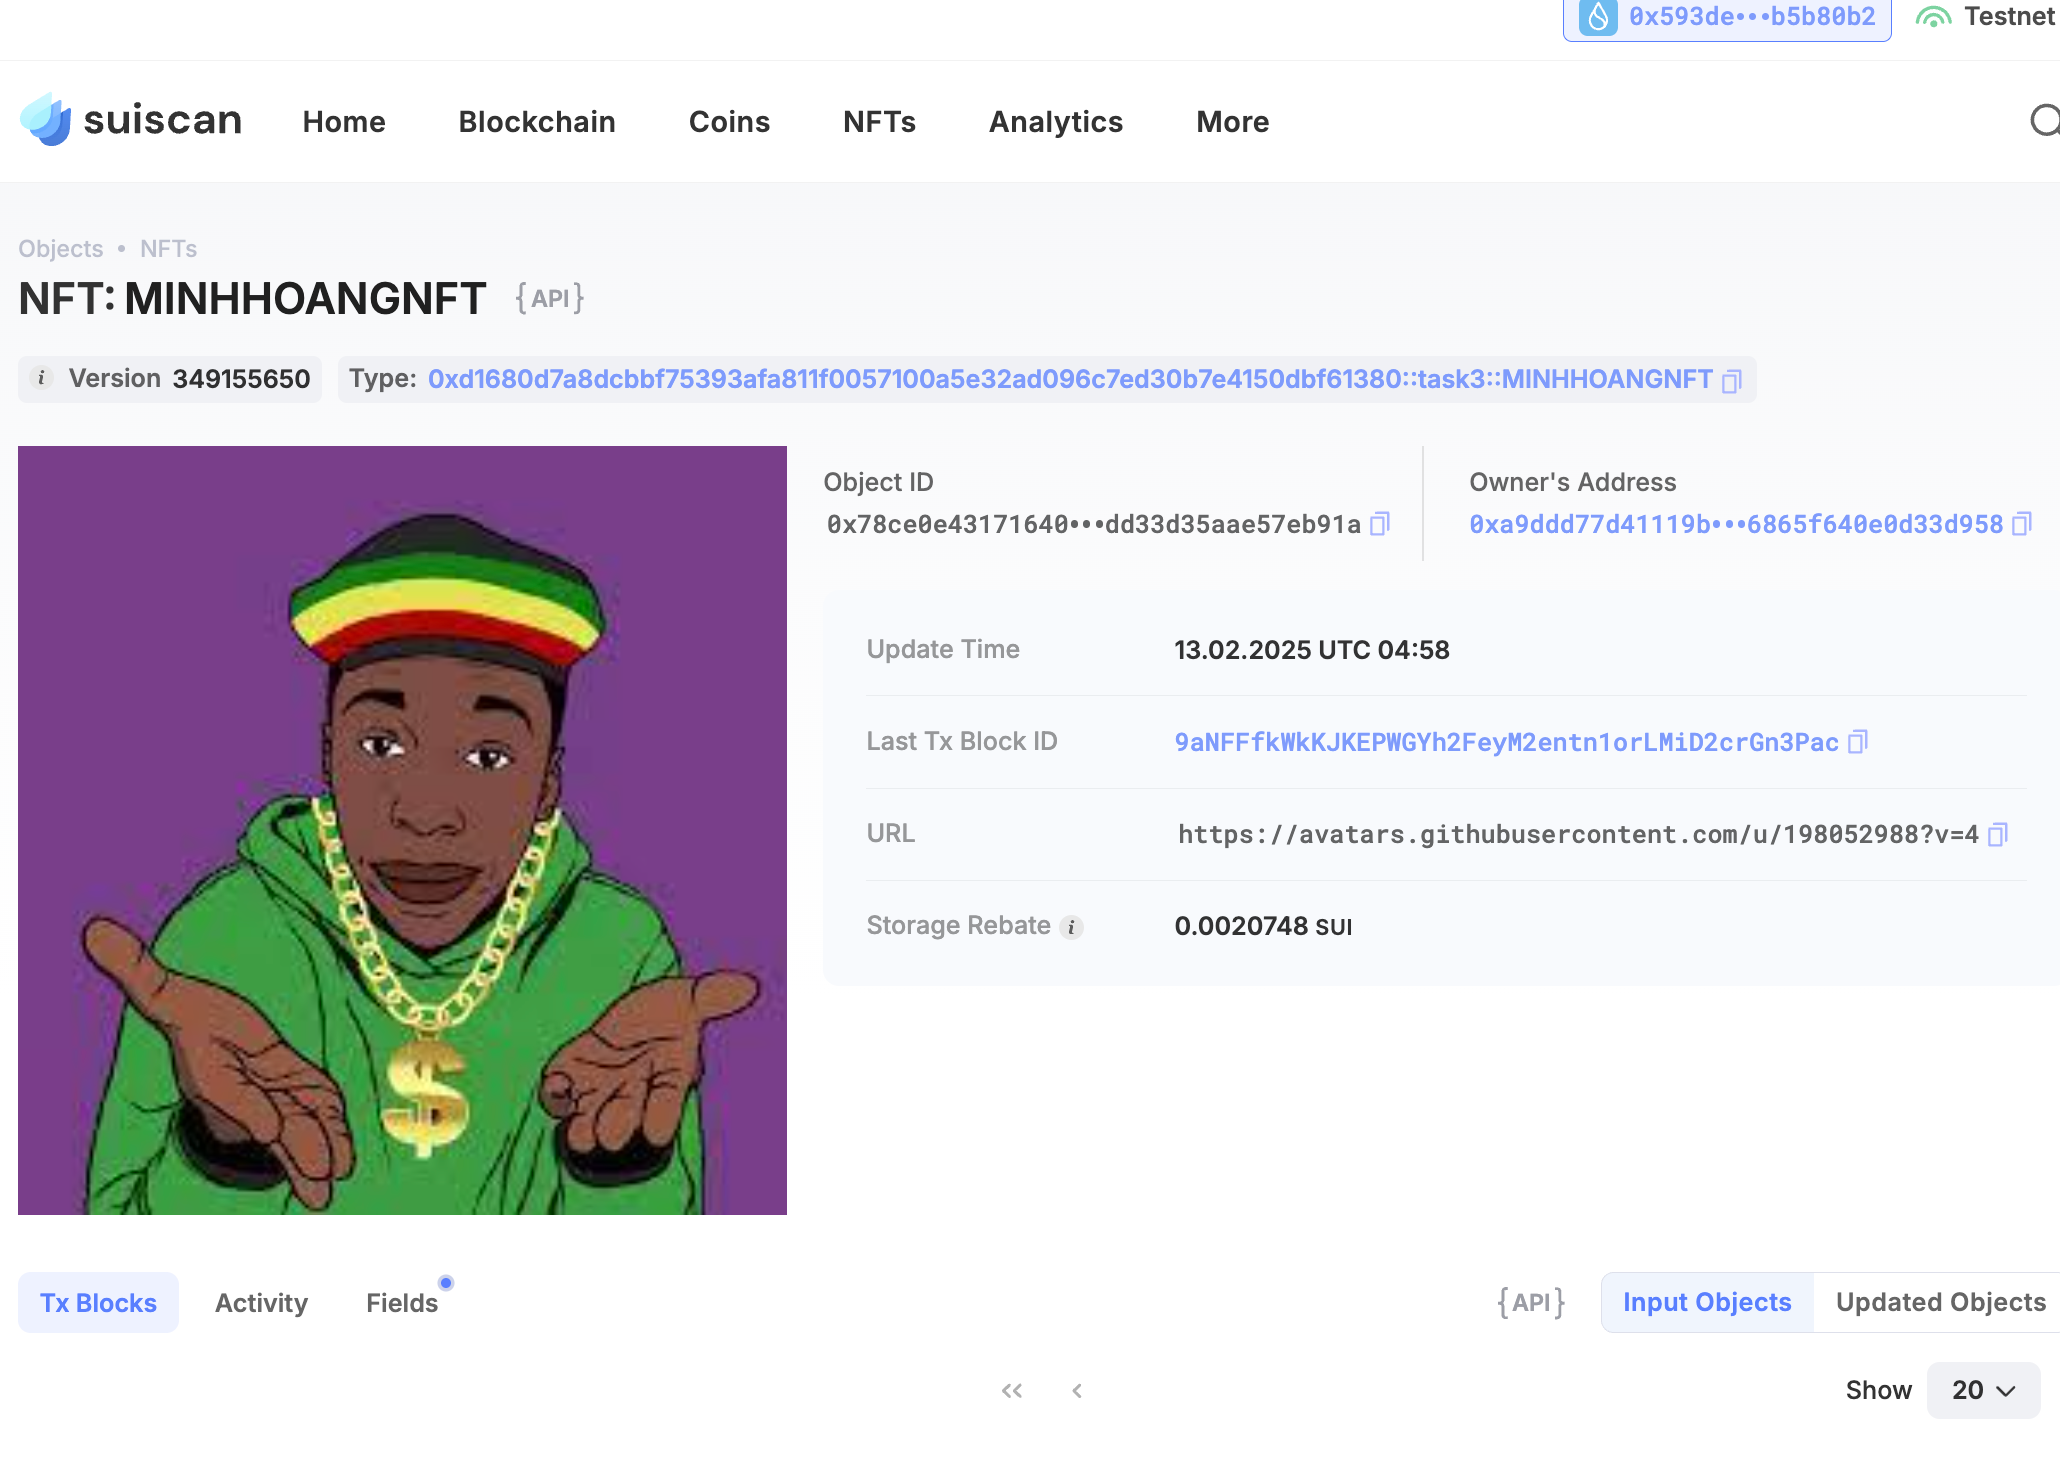 0x593de•••b5b80b2 Testnet
suiscan Home Blockchain Coins NFTs Analytics More
Objects • NFTs
NFT: MINHHOANGNFT {API}
i Version 349155650 Type: 0xd1680d7a8dcbbf75393afa811f0057100a5e32ad096c7ed30b7e4150dbf61380::task3::MINHHOANGNFT
Object ID
0x78ce0e43171640•••dd33d35aae57eb91a
Owner's Address
0xa9ddd77d41119b•••6865f640e0d33d958
Update Time 13.02.2025 UTC 04:58
Last Tx Block ID 9aNFFfkWkKJKEPWGYh2FeyM2entn1orLMiD2crGn3Pac
URL https://avatars.githubusercontent.com/u/198052988?v=4
Storage Rebate i 0.0020748 SUI
$
Tx Blocks Activity Fields {API} Input Objects Updated Objects
Show 20